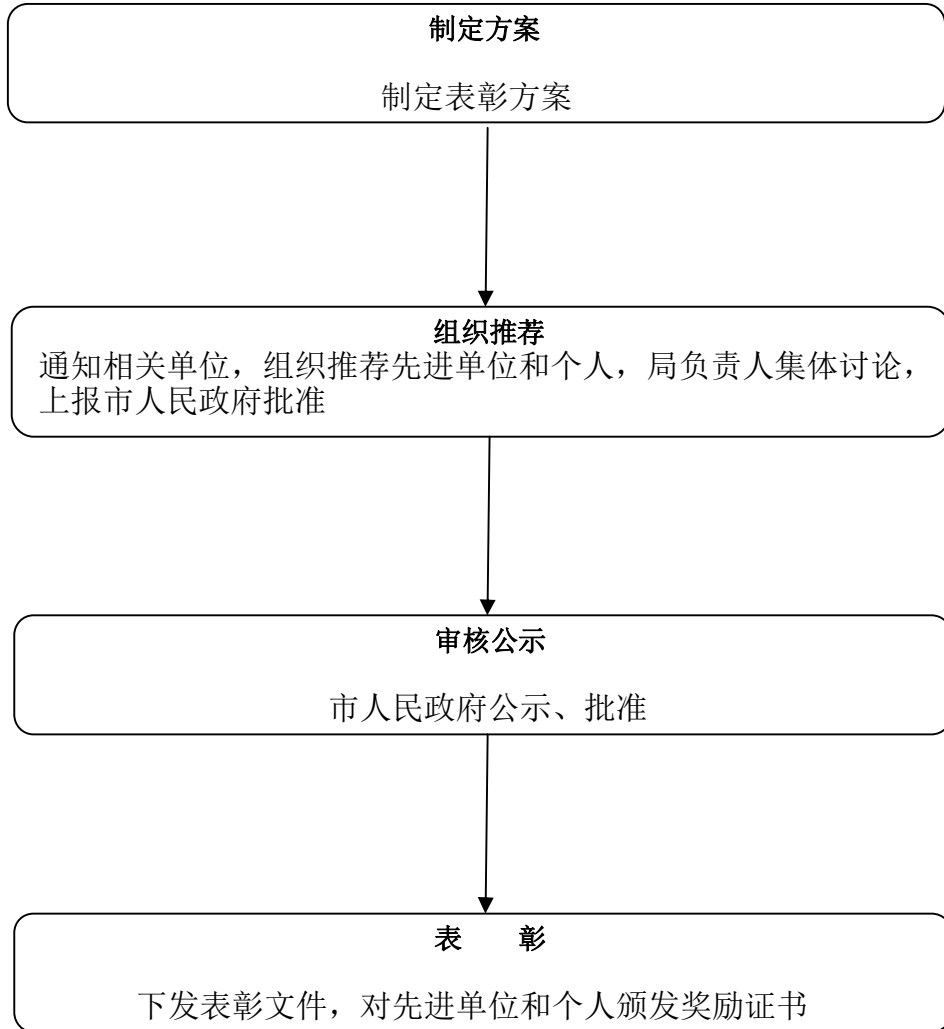 制定方案
制定表彰方案
组织推荐
通知相关单位，组织推荐先进单位和个人，局负责人集体讨论，
上报市人民政府批准
审核公示
市人民政府公示、批准
表　　彰
下发表彰文件，对先进单位和个人颁发奖励证书